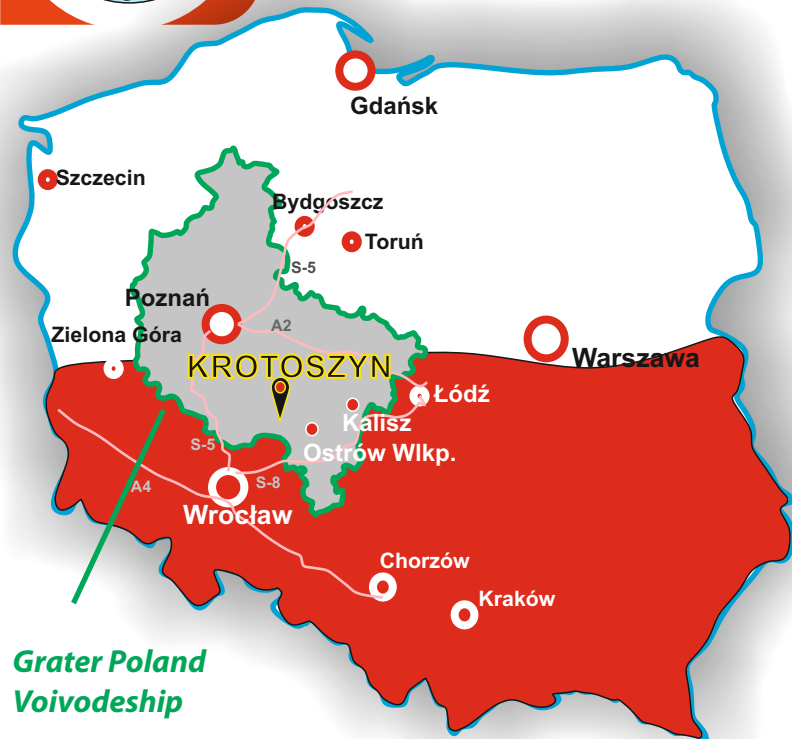 Gdańsk
Szczecin
Bydgoszcz
Toruń
S-5
Poznań
A2
Zielona Góra
Warszawa
KROTOSZYN
Łódź
Kalisz
S-5
Ostrów Wlkp.
A4
S-8
Wrocław
Chorzów
Kraków
Grater Poland
Voivodeship